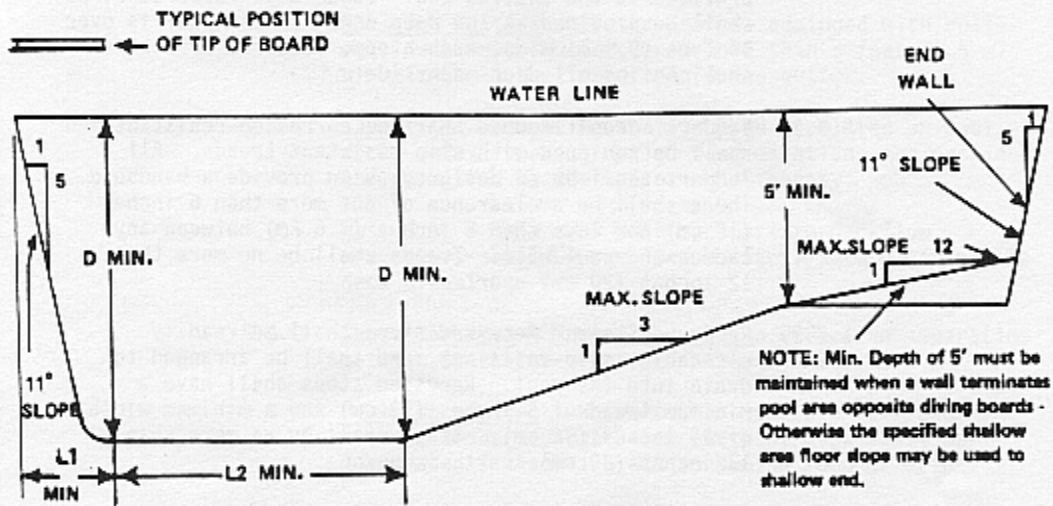 TYPICAL POSITION
OF TIP OF BOARD
END
WALL
WATER LINE
1
5
D MIN.
11°
SLOPE
L1
MIN
L2 MIN.
D MIN.
MAX. SLOPE
3
1
5' MIN.
MAX. SLOPE
12
1
11° SLOPE
1
5
NOTE: Min. Depth of 5' must be
maintained when a wall terminates
pool area opposite diving boards -
Otherwise the specified shallow
area floor slope may be used to
shallow end.